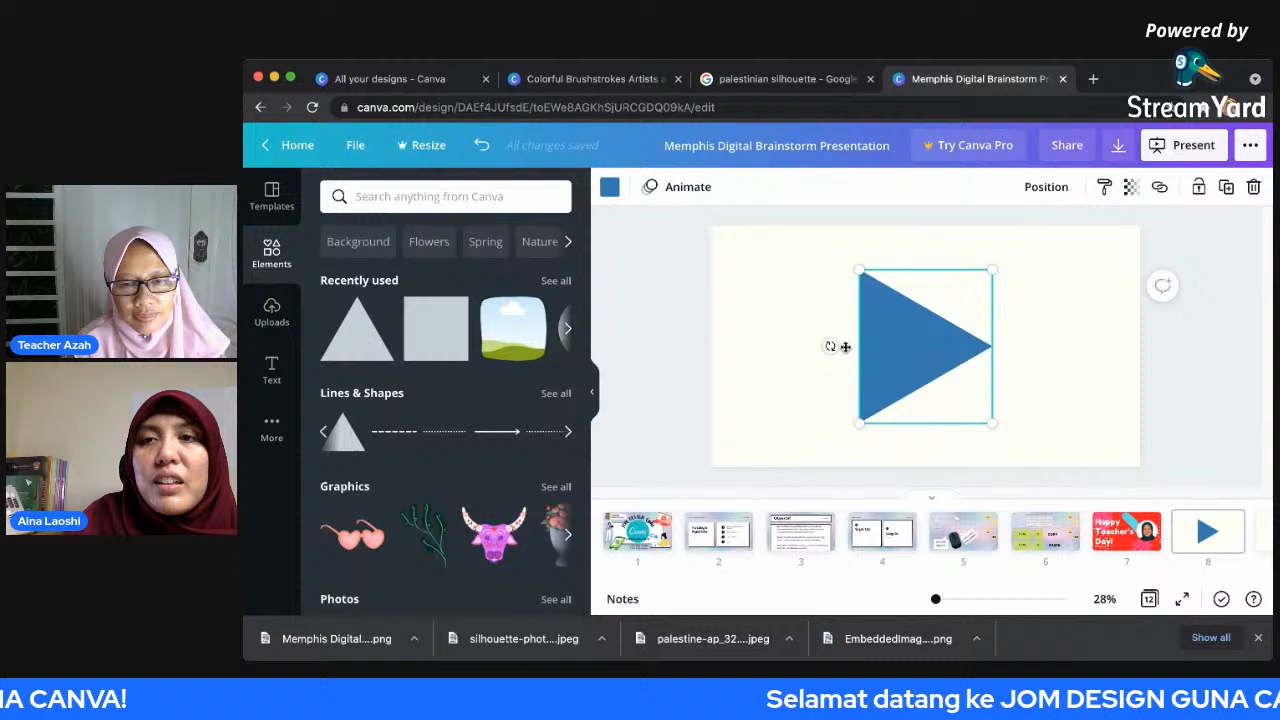 Powered by
StreamYard
All your designs - Canva
Colorful Brushstrokes Artists a
palestinian silhouette - Google
Memphis Digital Brainstorm Pr
canva.com/design/DAEf4JUfsdE/toEWe8AGKhSjURCGDQ09kA/edit
Home
File
Resize
All changes saved
Memphis Digital Brainstorm Presentation
Try Canva Pro
Share
Present
Templates
Elements
Uploads
Text
More
Search anything from Canva
Background
Flowers
Spring
Nature
Recently used
See all
Lines & Shapes
See all
Graphics
See all
Photos
See all
Animate
Position
Teacher Azah
Aina Laoshi
Happy
Teacher's
Day!
1
2
3
4
5
6
7
8
Notes
28%
12
Memphis Digital....png
silhouette-phot....jpeg
palestine-ap_32....jpeg
EmbeddedImag....png
Show all
NA CANVA!
Selamat datang ke JOM DESIGN GUNA CA